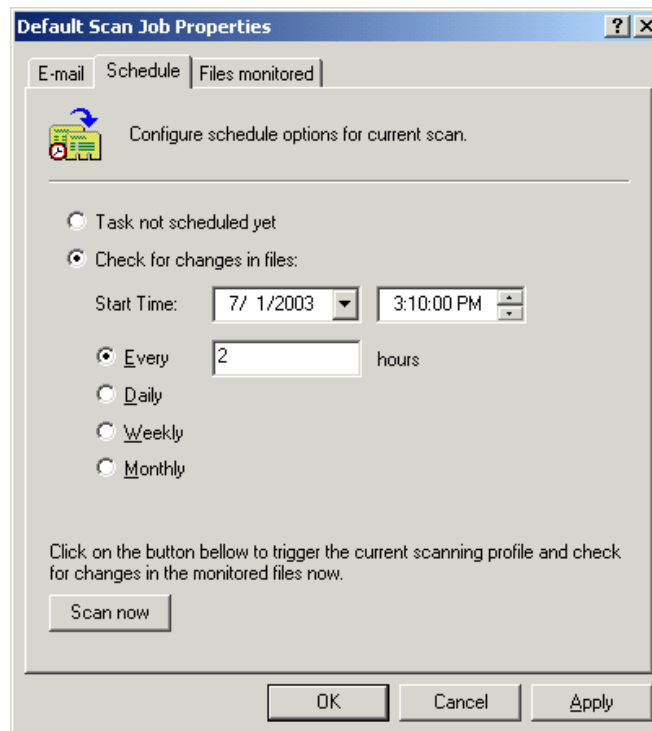 Default Scan Job Properties
E-mail Schedule Files monitored
Configure schedule options for current scan.
Task not scheduled yet
Check for changes in files:
Start Time: 7/ 1/2003 3:10:00 PM
Every 2 hours
Daily
Weekly
Monthly
Click on the button bellow to trigger the current scanning profile and check
for changes in the monitored files now.
Scan now
OK Cancel Apply